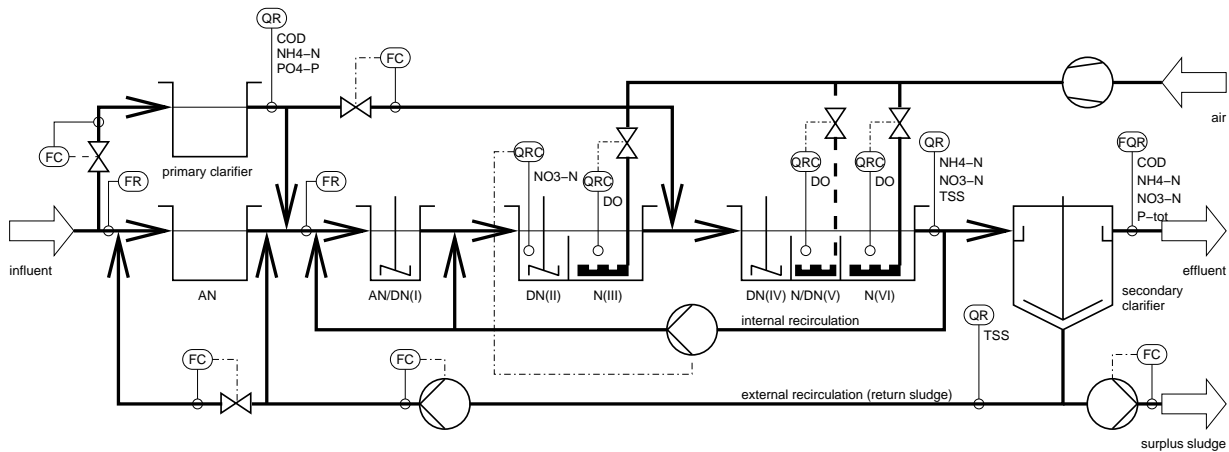 QR
COD
NH4−N
PO4−P
FC
air
FC
primary clarifier
QRC
NO3−N
QRC
DO
QRC
DO
QRC
DO
QR
NH4−N
NO3−N
TSS
FQR
COD
NH4−N
NO3−N
P−tot
FR
FR
influent
effluent
AN
AN/DN(I)
DN(II)
N(III)
DN(IV)
N/DN(V)
N(VI)
secondary
clarifier
internal recirculation
QR
TSS
FC
FC
FC
external recirculation (return sludge)
surplus sludge